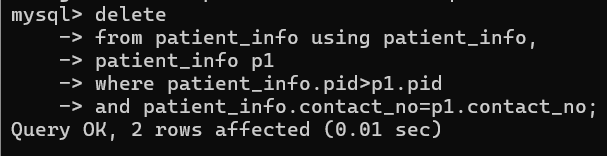 mysql> delete
    -> from patient_info using patient_info,
    -> patient_info p1
    -> where patient_info.pid>p1.pid
    -> and patient_info.contact_no=p1.contact_no;
Query OK, 2 rows affected (0.01 sec)